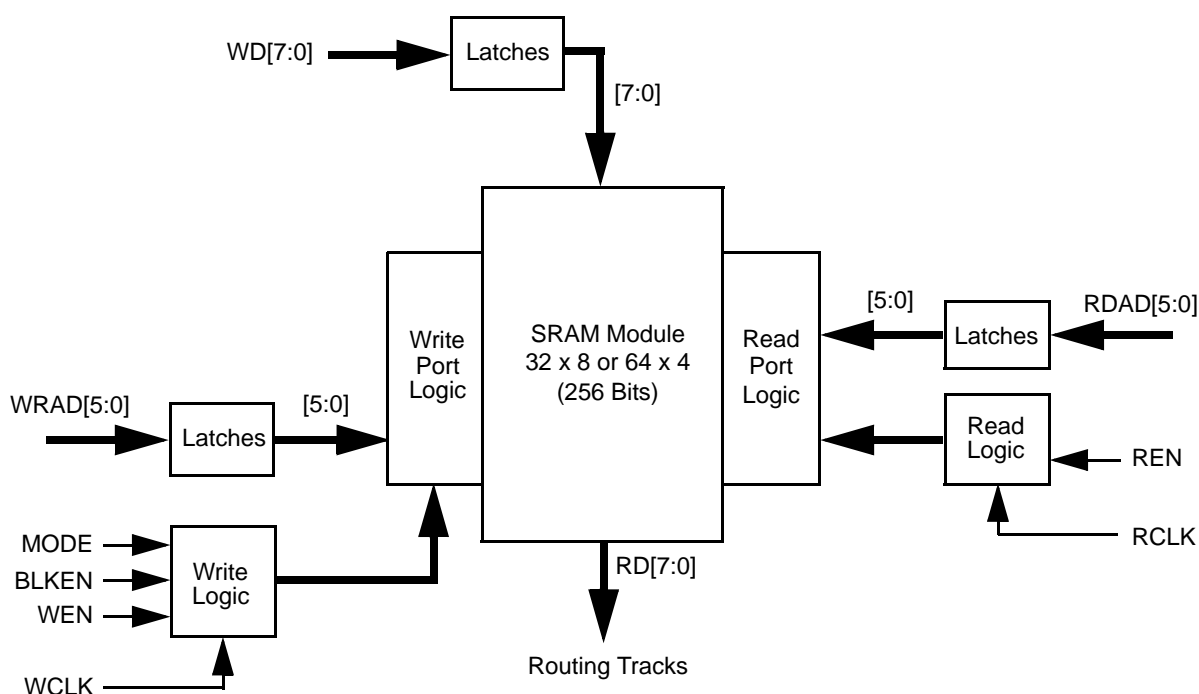 WD[7:0]
Latches
[7:0]
Write
Port
Logic
SRAM Module
32 x 8 or 64 x 4
(256 Bits)
Read
Port
Logic
[5:0]
Latches
RDAD[5:0]
WRAD[5:0]
Latches
[5:0]
Read
Logic
REN
RCLK
MODE
BLKEN
WEN
Write
Logic
WCLK
RD[7:0]
Routing Tracks